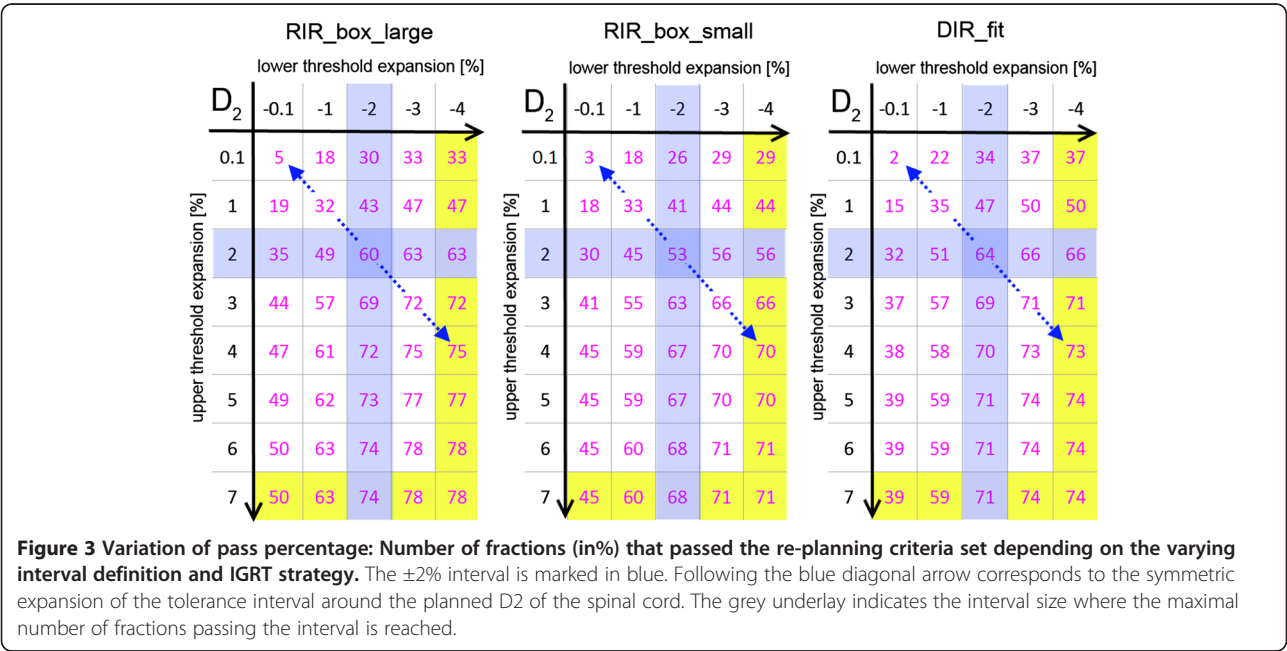 RIR_box_large RIR_box_small DIR_fit
lower threshold expansion [%] lower threshold expansion [%] lower threshold expansion [%]
D2 -0.1 -1 -2 -3 -4 D2 -0.1 -1 -2 -3 -4 D2 -0.1 -1 -2 -3 -4
upper threshold expansion [%] upper threshold expansion [%] upper threshold expansion [%]
0.1 5 18 30 33 33 0.1 3 18 26 29 29 0.1 2 22 34 37 37
1 19 32 43 47 47 1 18 33 41 44 44 1 15 35 47 50 50
2 35 49 60 63 63 2 30 45 53 56 56 2 32 51 64 66 66
3 44 57 69 72 72 3 41 55 63 66 66 3 37 57 69 71 71
4 47 61 72 75 75 4 45 59 67 70 70 4 38 58 70 73 73
5 49 62 73 77 77 5 45 59 67 70 70 5 39 59 71 74 74
6 50 63 74 78 78 6 45 60 68 71 71 6 39 59 71 74 74
7 50 63 74 78 78 7 45 60 68 71 71 7 39 59 71 74 74
Figure 3 Variation of pass percentage: Number of fractions (in%) that passed the re-planning criteria set depending on the varying
interval definition and IGRT strategy. The ±2% interval is marked in blue. Following the blue diagonal arrow corresponds to the symmetric
expansion of the tolerance interval around the planned D2 of the spinal cord. The grey underlay indicates the interval size where the maximal
number of fractions passing the interval is reached.